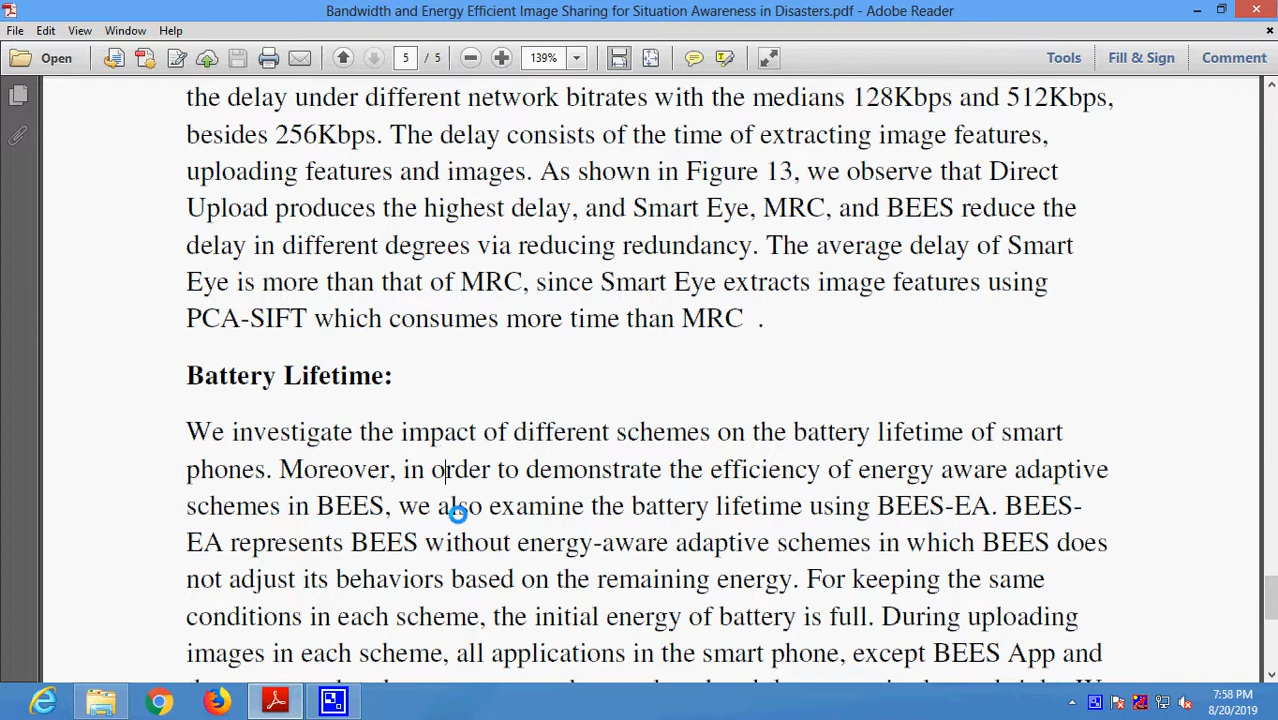 Bandwidth and Energy Efficient Image Sharing for Situation Awareness in Disasters.pdf - Adobe Reader
File Edit View Window Help
Open 5 / 5 139% Tools Fill & Sign Comment
the delay under different network bitrates with the medians 128Kbps and 512Kbps,
besides 256Kbps. The delay consists of the time of extracting image features,
uploading features and images. As shown in Figure 13, we observe that Direct
Upload produces the highest delay, and Smart Eye, MRC, and BEES reduce the
delay in different degrees via reducing redundancy. The average delay of Smart
Eye is more than that of MRC, since Smart Eye extracts image features using
PCA-SIFT which consumes more time than MRC .
Battery Lifetime:
We investigate the impact of different schemes on the battery lifetime of smart
phones. Moreover, in order to demonstrate the efficiency of energy aware adaptive
schemes in BEES, we also examine the battery lifetime using BEES-EA. BEES-
EA represents BEES without energy-aware adaptive schemes in which BEES does
not adjust its behaviors based on the remaining energy. For keeping the same
conditions in each scheme, the initial energy of battery is full. During uploading
images in each scheme, all applications in the smart phone, except BEES App and
7:58 PM
8/20/2019